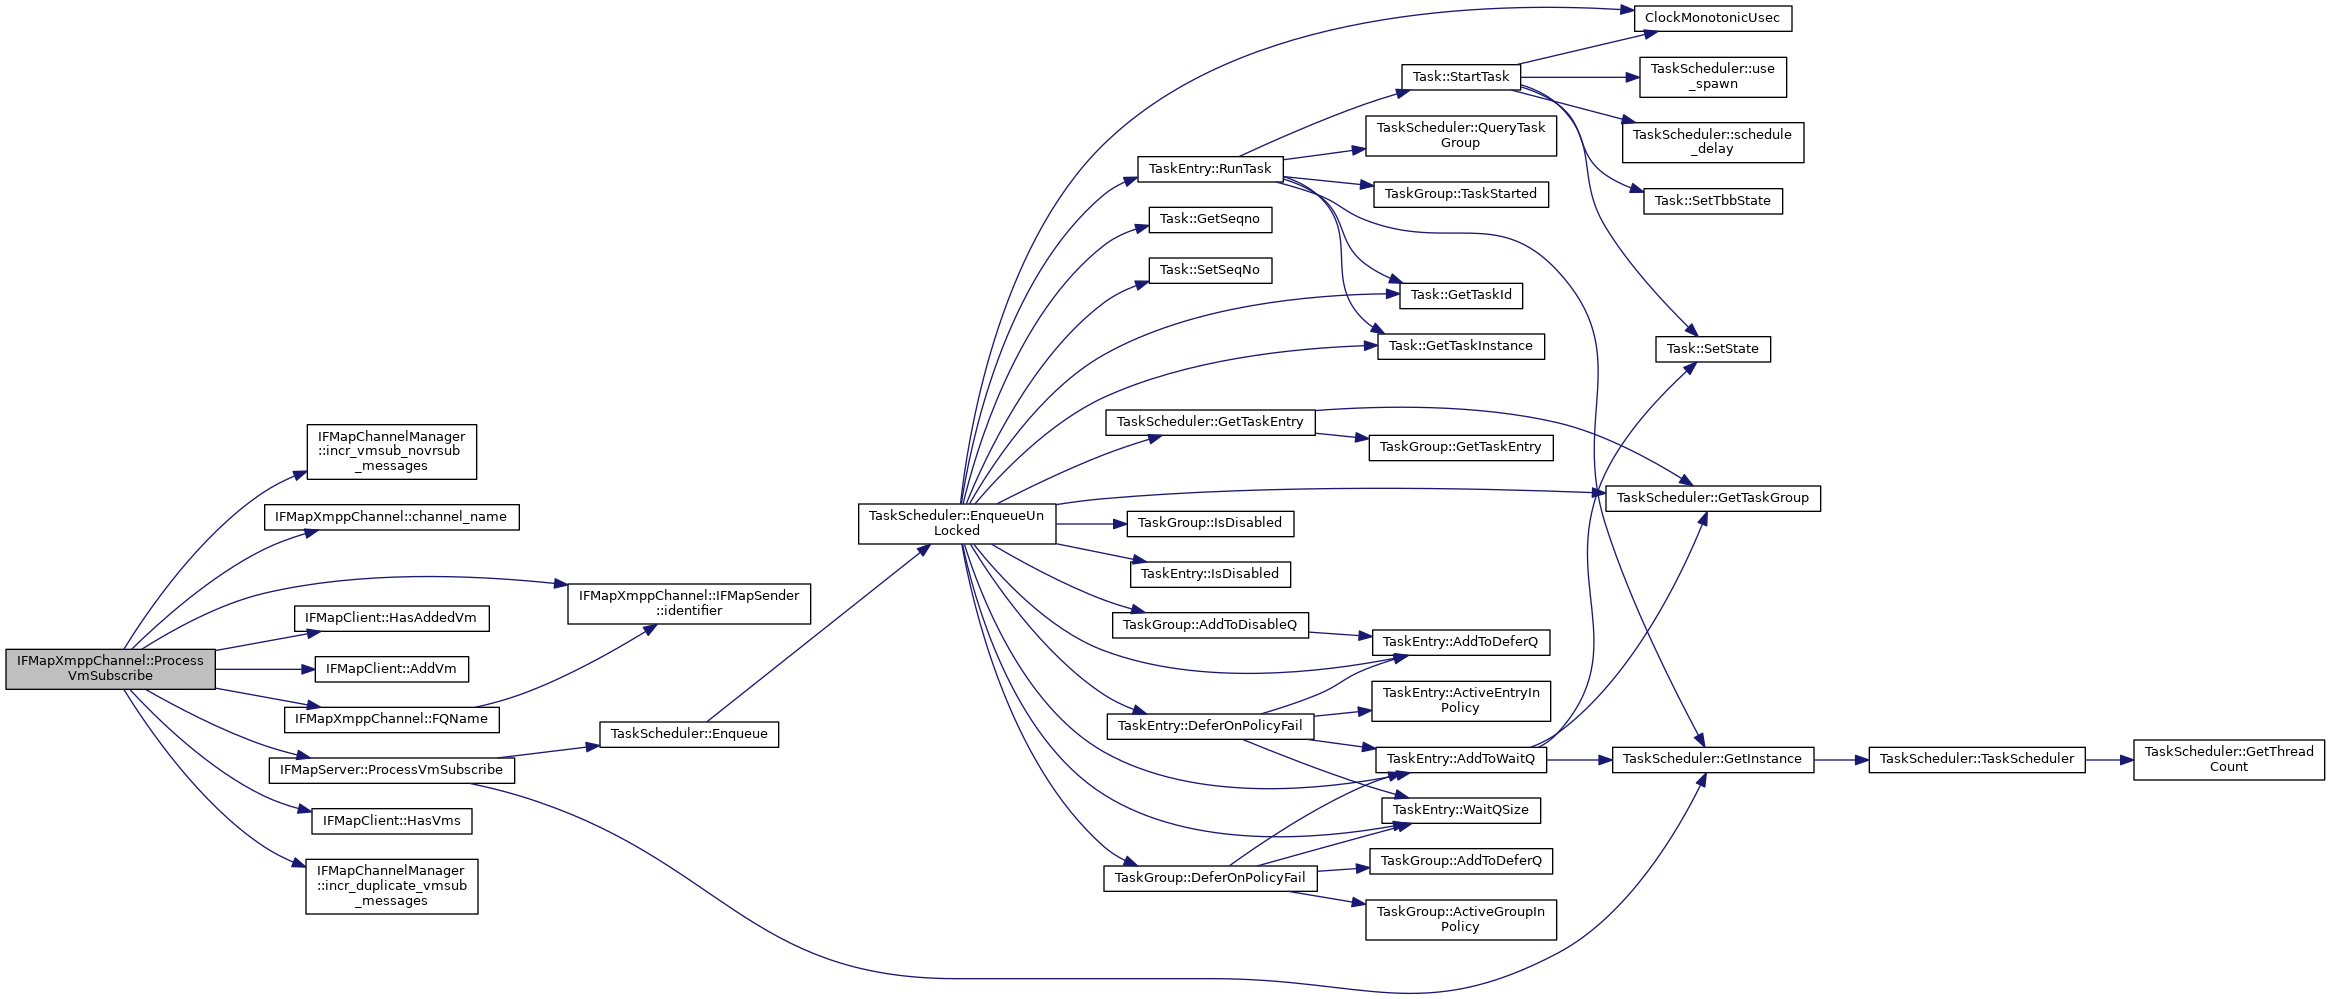 IFMapXmppChannel::Process
VmSubscribe
IFMapChannelManager
::incr_vmsub_novrsub
_messages
IFMapXmppChannel::channel_name
IFMapXmppChannel::IFMapSender
::identifier
IFMapClient::HasAddedVm
IFMapClient::AddVm
IFMapXmppChannel::FQName
IFMapServer::ProcessVmSubscribe
IFMapClient::HasVms
IFMapChannelManager
::incr_duplicate_vmsub
_messages
TaskScheduler::Enqueue
TaskScheduler::EnqueueUn
Locked
ClockMonotonicUsec
Task::StartTask
TaskScheduler::use
_spawn
TaskScheduler::schedule
_delay
TaskScheduler::QueryTask
Group
TaskEntry::RunTask
TaskGroup::TaskStarted
Task::SetTbbState
Task::GetSeqno
Task::SetSeqNo
Task::GetTaskId
Task::GetTaskInstance
Task::SetState
TaskScheduler::GetTaskEntry
TaskGroup::GetTaskEntry
TaskScheduler::GetTaskGroup
TaskGroup::IsDisabled
TaskEntry::IsDisabled
TaskGroup::AddToDisableQ
TaskEntry::AddToDeferQ
TaskEntry::ActiveEntryIn
Policy
TaskEntry::DeferOnPolicyFail
TaskEntry::AddToWaitQ
TaskScheduler::GetInstance
TaskScheduler::TaskScheduler
TaskScheduler::GetThread
Count
TaskEntry::WaitQSize
TaskGroup::AddToDeferQ
TaskGroup::DeferOnPolicyFail
TaskGroup::ActiveGroupIn
Policy